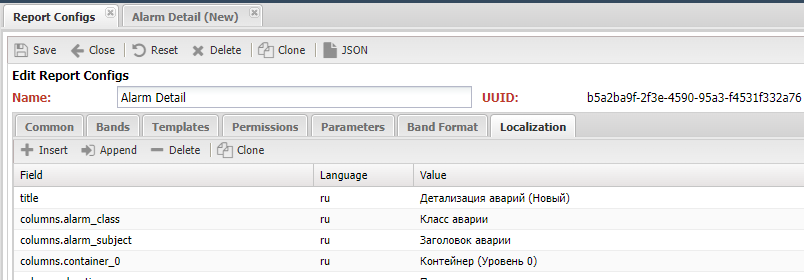 Report Configs Alarm Detail (New)
Save Close Reset Delete Clone JSON
Edit Report Configs
Name: Alarm Detail UUID: b5a2ba9f-2f3e-4590-95a3-f4531f332a76
Common Bands Templates Permissions Parameters Band Format Localization
Insert Append Delete Clone
Field Language Value
title ru Детализация аварий (Новый)
columns.alarm_class ru Класс аварии
columns.alarm_subject ru Заголовок аварии
columns.container_0 ru Контейнер (Уровень 0)